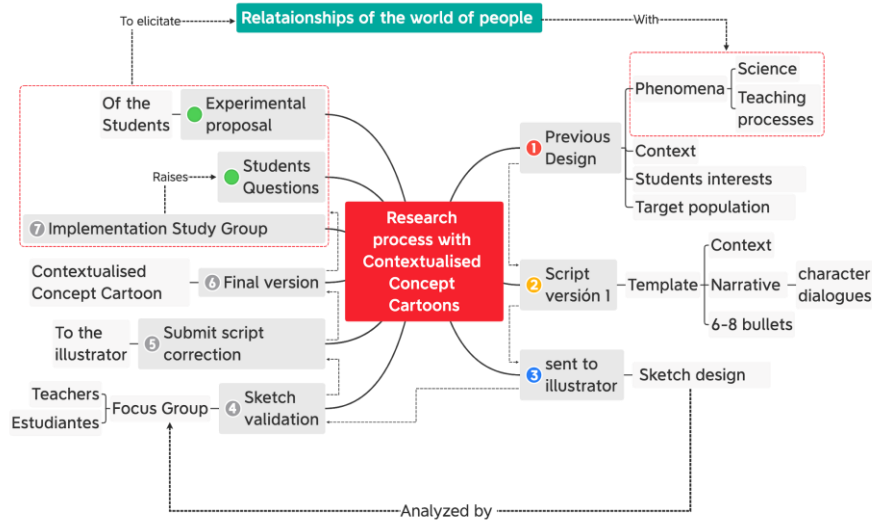 To elicitate
Relataionships of the world of people
With
Of the
Students
Experimental
proposal
Students
Questions
Raises
7 Implementation Study Group
Contextualised
Concept Cartoon
6 Final version
To the
illustrator
5 Submit script
correction
Teachers
Estudiantes
Focus Group
4 Sketch
validation
Research
process with
Contextualised
Concept
Cartoons
1 Previous
Design
Phenomena
Science
Teaching
processes
Context
Students interests
Target population
2 Script
versión 1
Template
Context
Narrative
character
dialogues
6-8 bullets
3 sent to
illustrator
Sketch design
Analyzed by